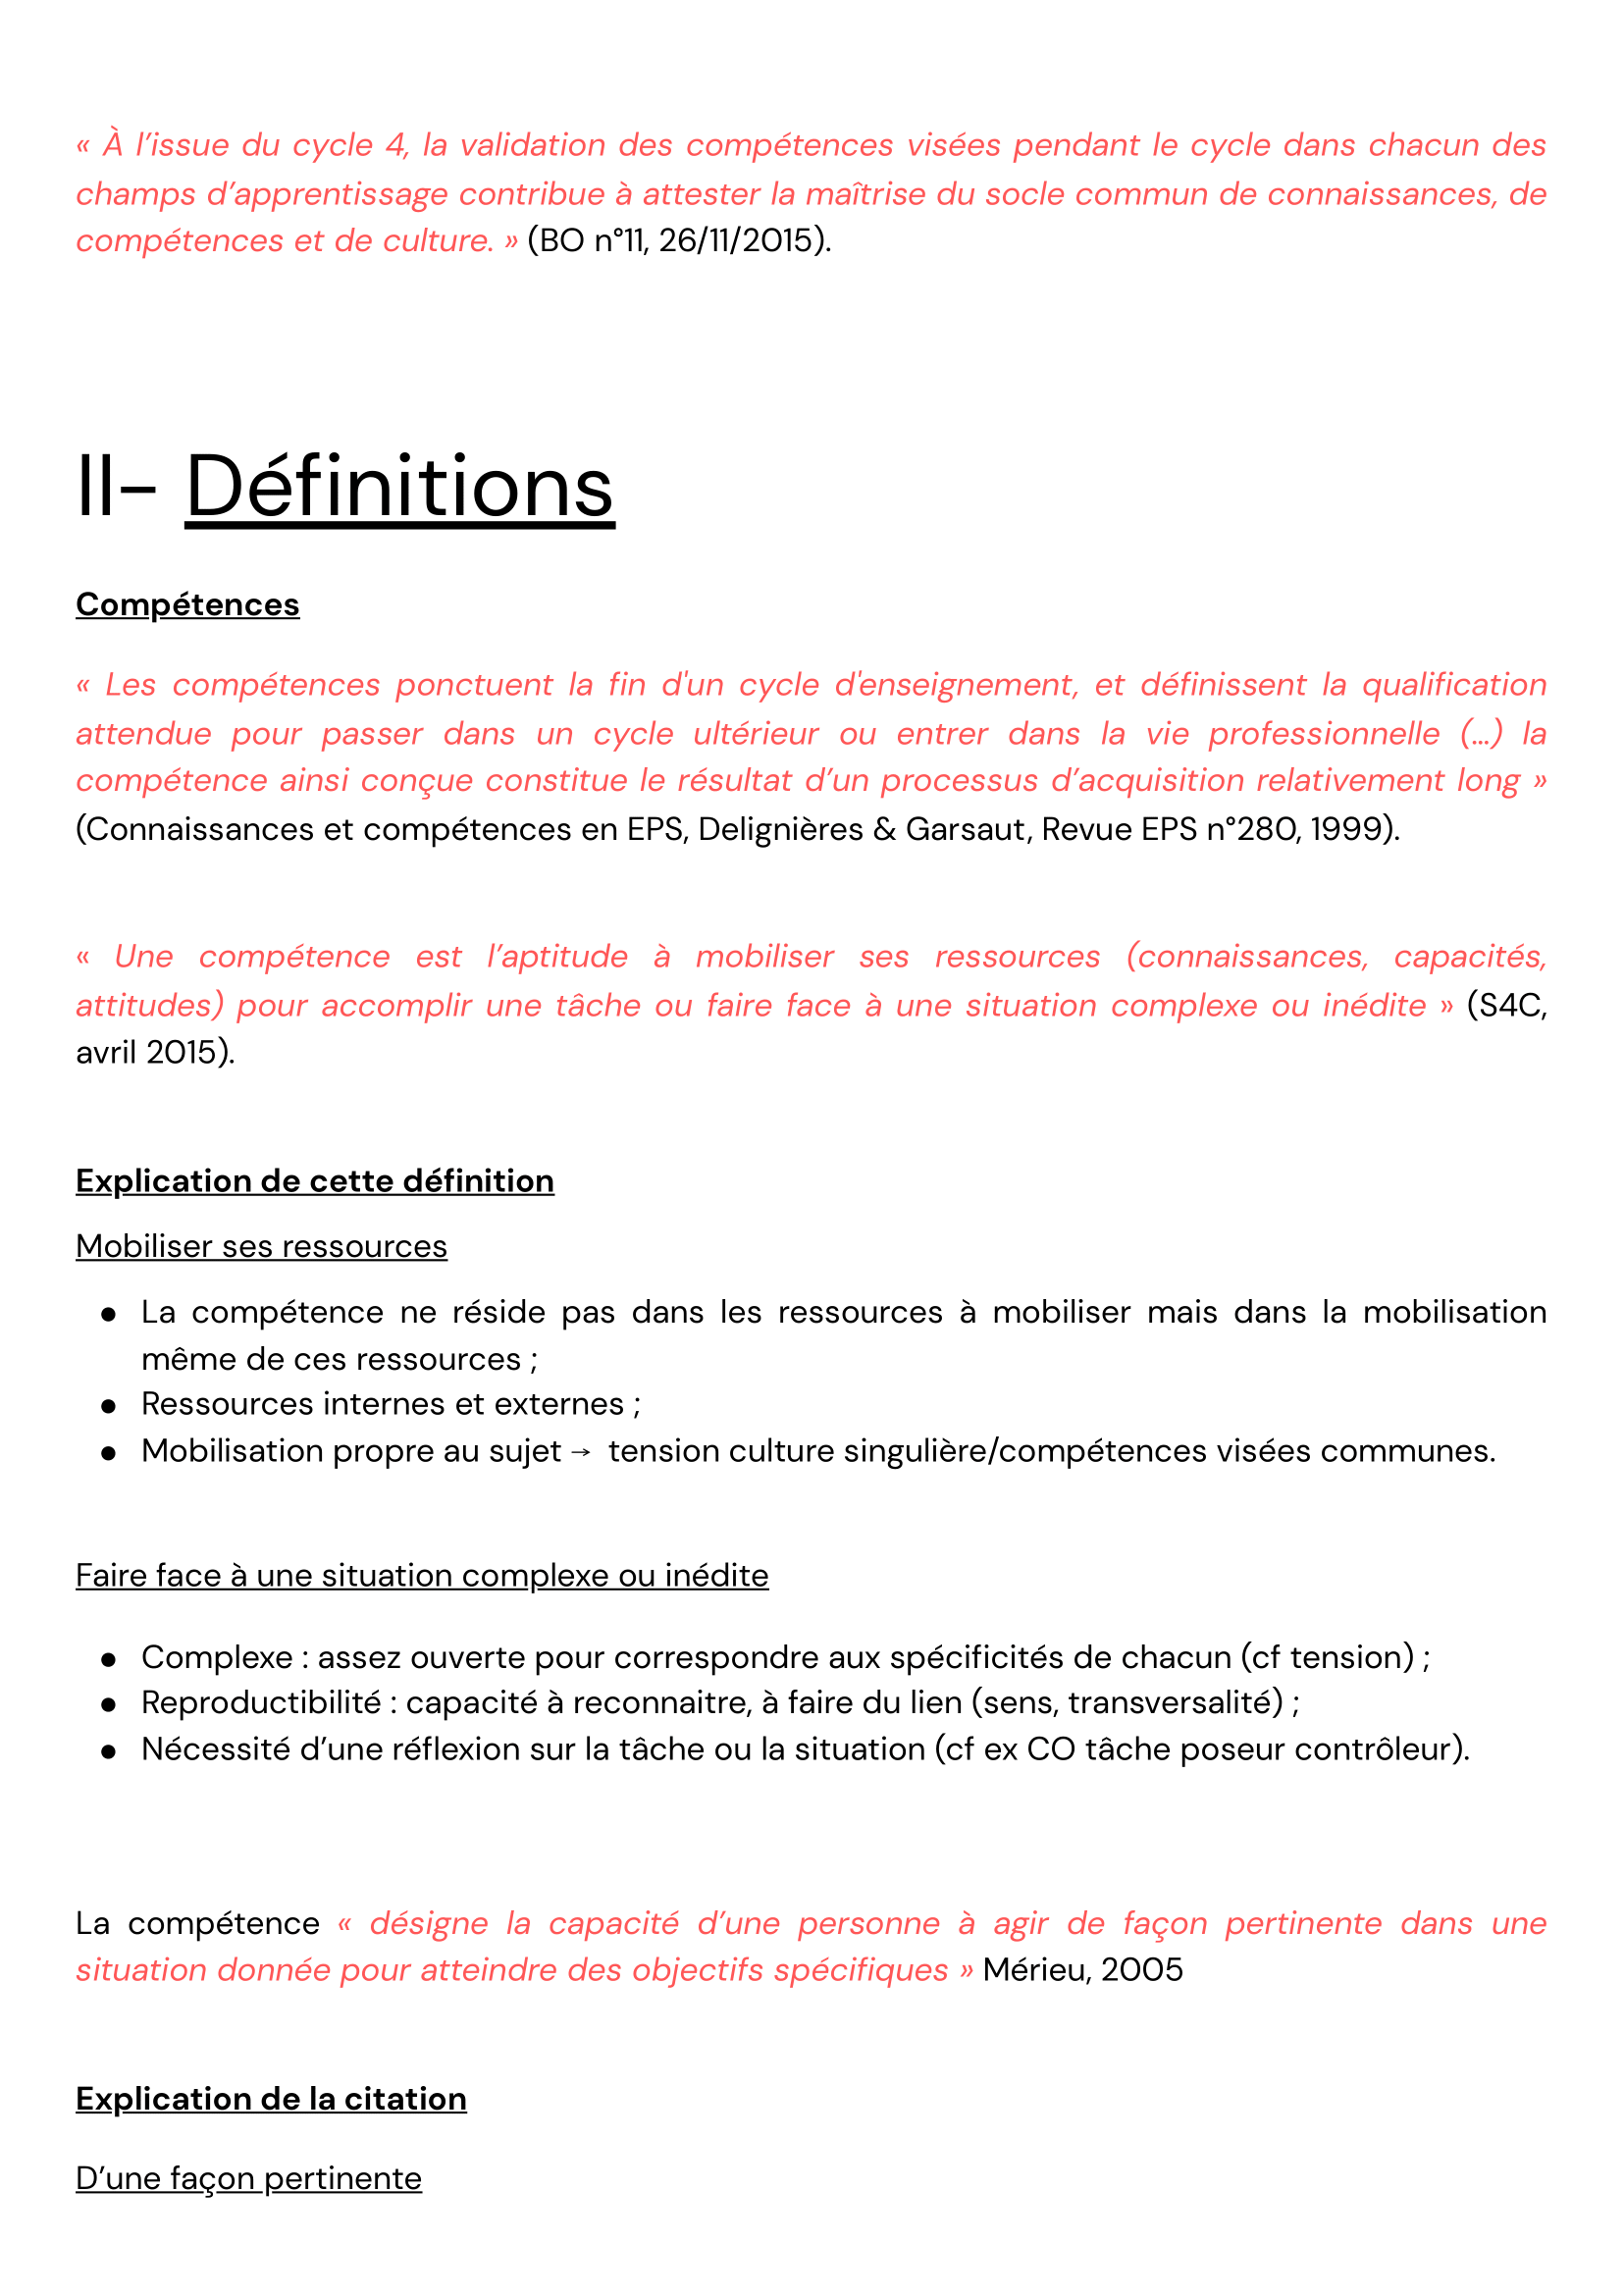 « À l’issue du cycle 4, la validation des compétences visées pendant le cycle dans chacun des
champs d’apprentissage contribue à attester la maîtrise du socle commun de connaissances, de
compétences et de culture. » (BO n°11, 26/11/2015).
II- Définitions
Compétences
« Les compétences ponctuent la fin d'un cycle d'enseignement, et définissent la qualification
attendue pour passer dans un cycle ultérieur ou entrer dans la vie professionnelle (...) la
compétence ainsi conçue constitue le résultat d’un processus d’acquisition relativement long »
(Connaissances et compétences en EPS, Delignières & Garsaut, Revue EPS n°280, 1999).
« Une compétence est l’aptitude à mobiliser ses ressources (connaissances, capacités,
attitudes) pour accomplir une tâche ou faire face à une situation complexe ou inédite » (S4C,
avril 2015).
Explication de cette définition
Mobiliser ses ressources
● La compétence ne réside pas dans les ressources à mobiliser mais dans la mobilisation
même de ces ressources ;
● Ressources internes et externes ;
● Mobilisation propre au sujet → tension culture singulière/compétences visées communes.
Faire face à une situation complexe ou inédite
● Complexe : assez ouverte pour correspondre aux spécificités de chacun (cf tension) ;
● Reproductibilité : capacité à reconnaitre, à faire du lien (sens, transversalité) ;
● Nécessité d’une réflexion sur la tâche ou la situation (cf ex CO tâche poseur contrôleur).
La compétence « désigne la capacité d’une personne à agir de façon pertinente dans une
situation donnée pour atteindre des objectifs spécifiques » Mérieu, 2005
Explication de la citation
D’une façon pertinente